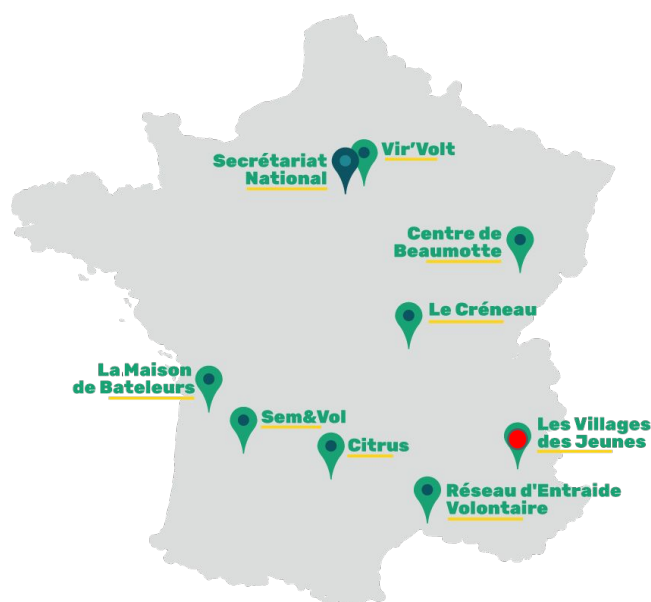 Vir'Volt
Secrétariat
National
Centre de
Beaumotte
Le Créneau
La Maison
de Bateleurs
Sem&Vol
Citrus
Les Villages
des Jeunes
Réseau d'Entraide
Volontaire